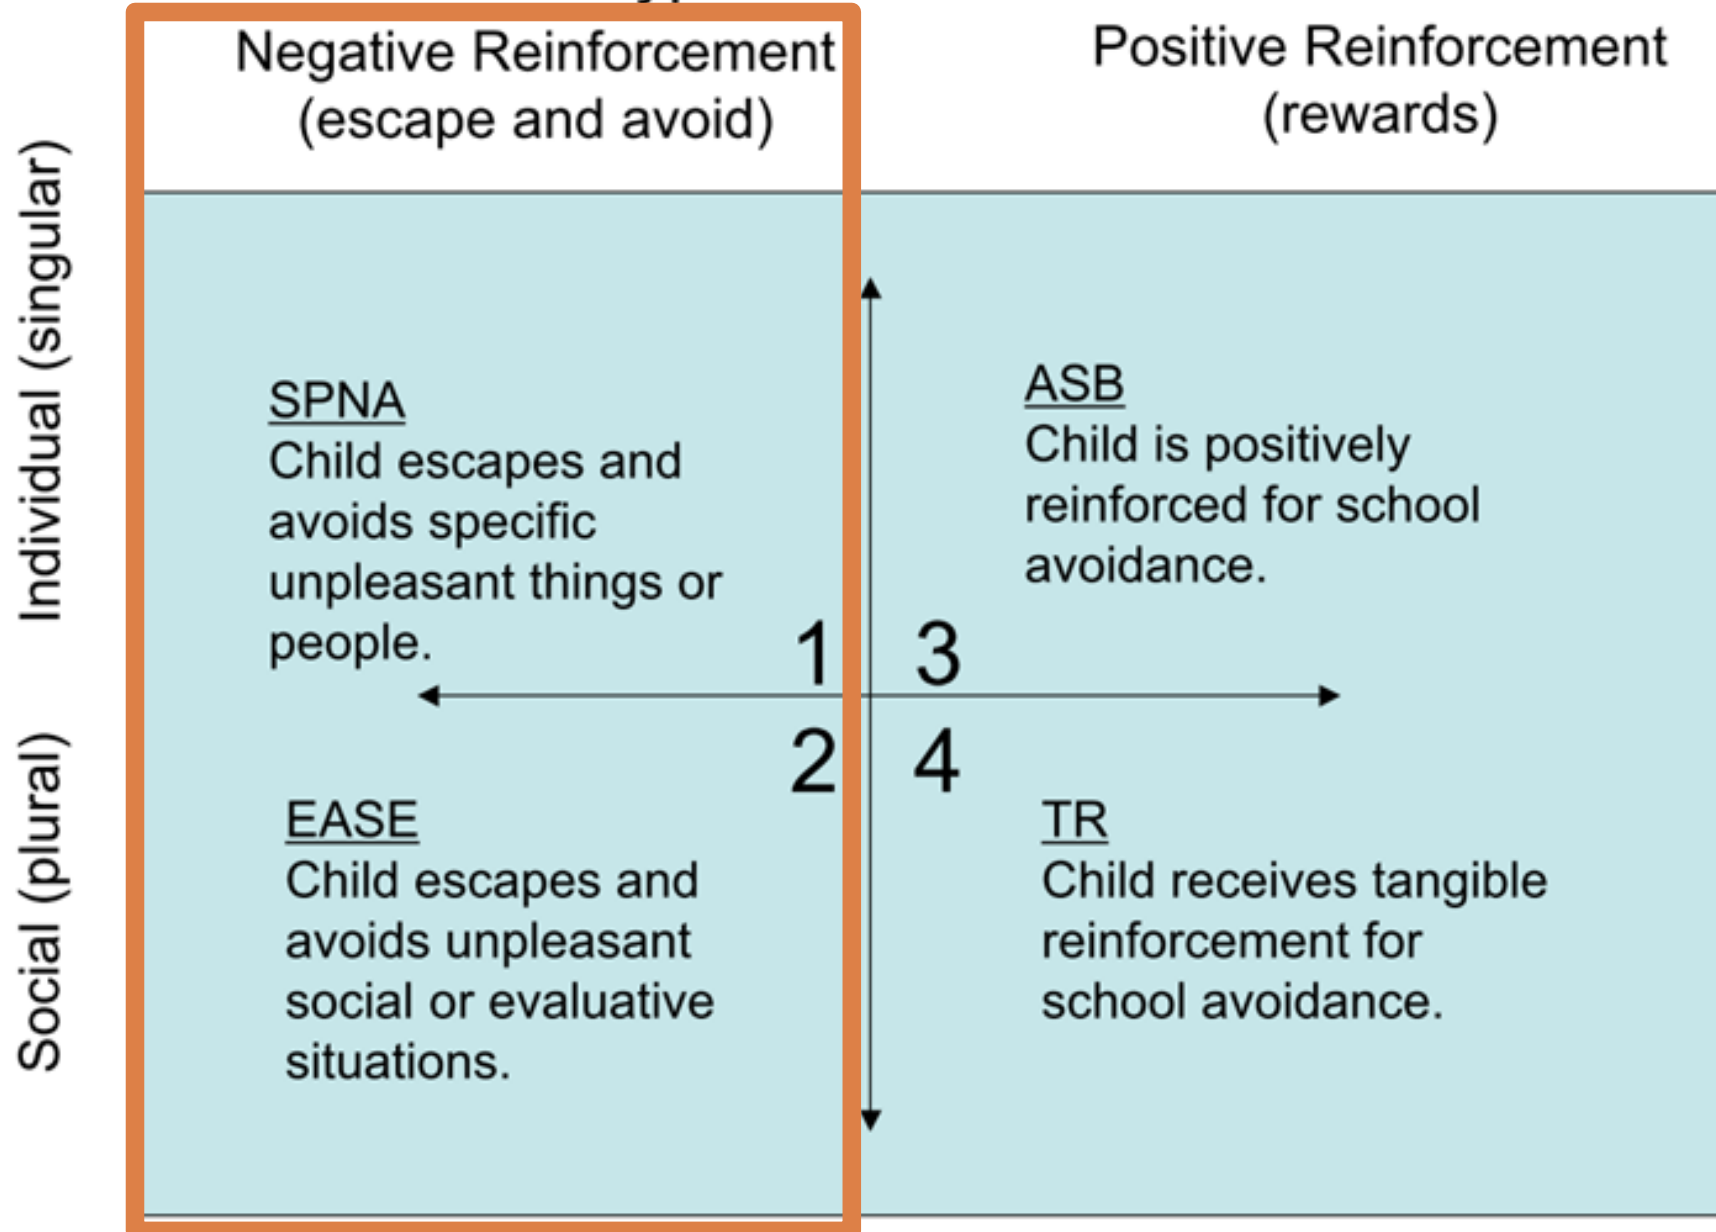 Negative Reinforcement
(escape and avoid)
Positive Reinforcement
(rewards)
Individual (singular)
Social (plural)
SPNA
Child escapes and
avoids specific
unpleasant things or
people.
1
3
ASB
Child is positively
reinforced for school
avoidance.
2
4
EASE
Child escapes and
avoids unpleasant
social or evaluative
situations.
TR
Child receives tangible
reinforcement for
school avoidance.